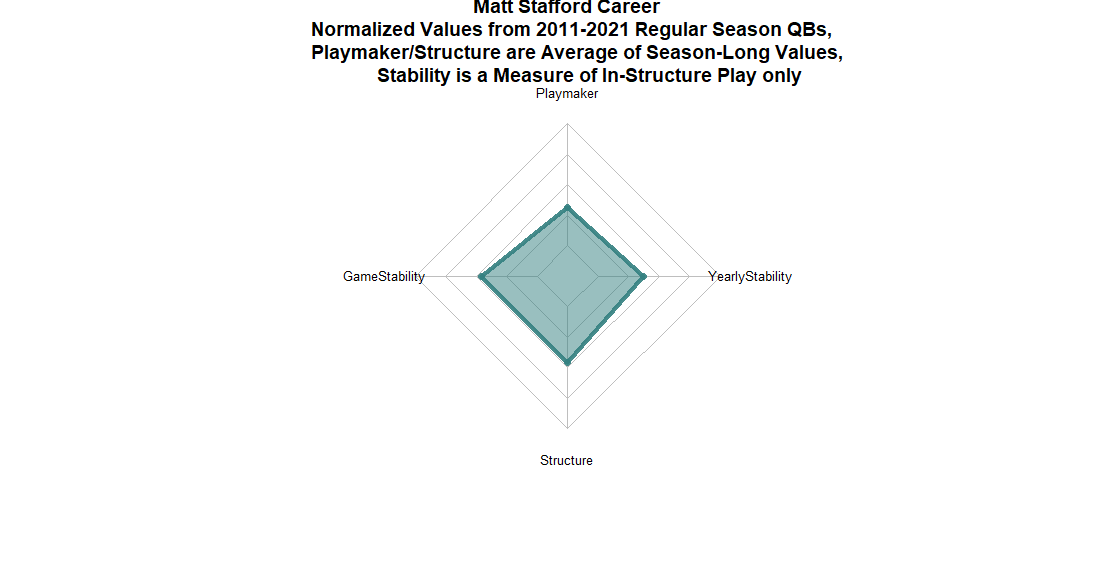 Matt Stafford Career
Normalized Values from 2011-2021 Regular Season QBs,
Playmaker/Structure are Average of Season-Long Values,
Stability is a Measure of In-Structure Play only
Playmaker
GameStability
YearlyStability
Structure